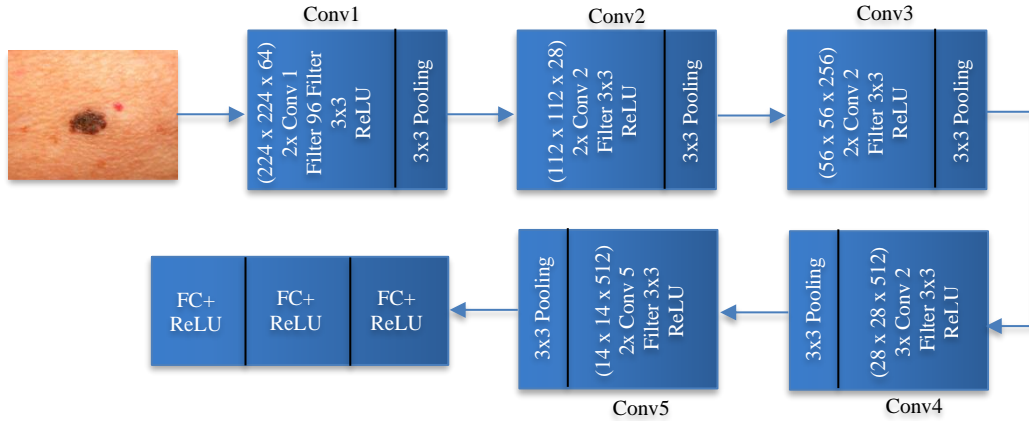 Conv1
(224 x 224 x 64)
2x Conv 1
Filter 96 Filter
3x3
ReLU
3x3 Pooling
Conv2
(112 x 112 x 28)
2x Conv 2
Filter 3x3
ReLU
3x3 Pooling
Conv3
(56 x 56 x 256)
2x Conv 2
Filter 3x3
ReLU
3x3 Pooling
(28 x 28 x 512)
3x Conv 2
Filter 3x3
ReLU
3x3 Pooling
Conv4
(14 x 14 x 512)
2x Conv 5
Filter 3x3
ReLU
3x3 Pooling
Conv5
FC+
ReLU
FC+
ReLU
FC+
ReLU